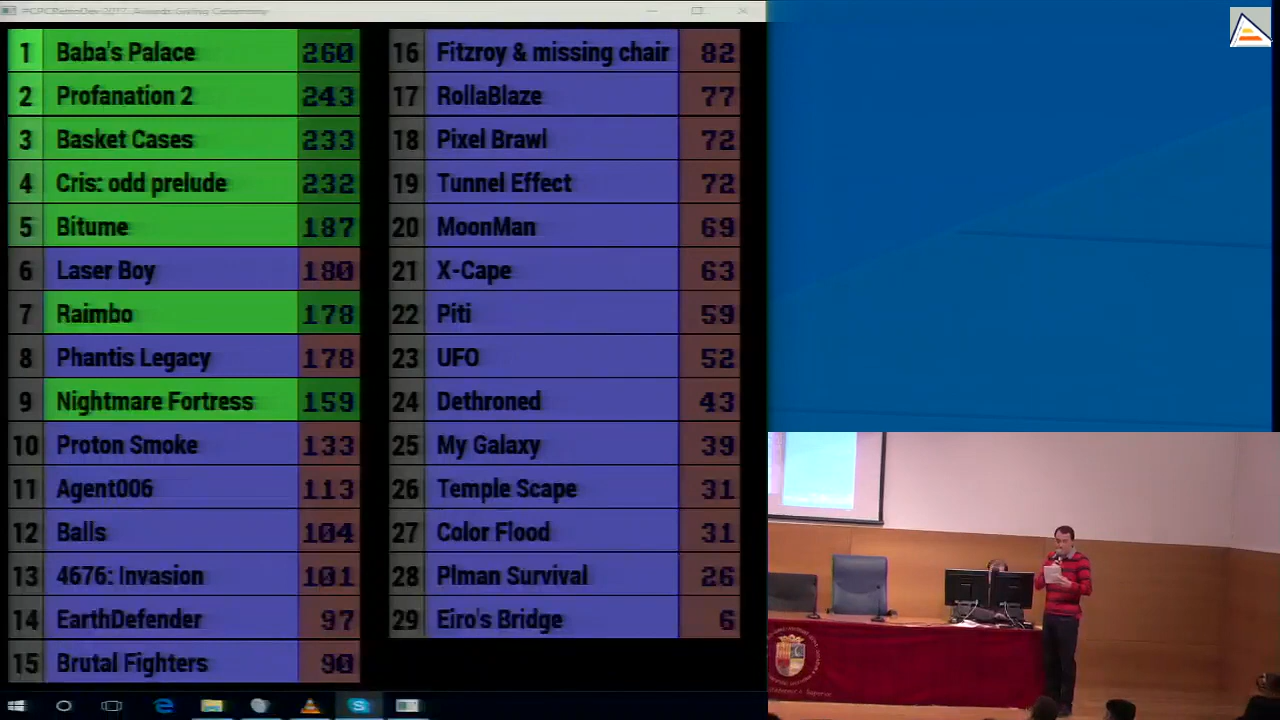 #CPCRetroDev 2017 Awards Galing Ceremony
1 Baba's Palace 260
2 Profanation 2 243
3 Basket Cases 233
4 Cris: odd prelude 232
5 Bitume 187
6 Laser Boy 180
7 Raimbo 178
8 Phantis Legacy 178
9 Nightmare Fortress 159
10 Proton Smoke 133
11 Agent006 113
12 Balls 104
13 4676: Invasion 101
14 EarthDefender 97
15 Brutal Fighters 90
16 Fitzroy & missing chair 82
17 RollaBlaze 77
18 Pixel Brawl 72
19 Tunnel Effect 72
20 MoonMan 69
21 X-Cape 63
22 Piti 59
23 UFO 52
24 Dethroned 43
25 My Galaxy 39
26 Temple Scape 31
27 Color Flood 31
28 Plman Survival 26
29 Eiro's Bridge 6